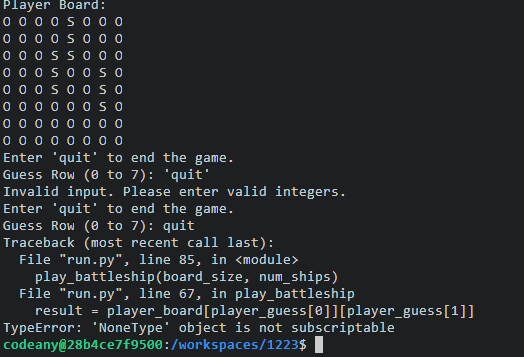 Player Board:
O O O O S O O O
O O O O S O O O
O O O S S O O O
O O O S O O S O
O O O O O O S O
O O O O O S S O
O O O O O O O O
O O O O O O O O
Enter 'quit' to end the game.
Guess Row (0 to 7): 'quit'
Invalid input. Please enter valid integers.
Enter 'quit' to end the game.
Guess Row (0 to 7): quit
Traceback (most recent call last):
  File "run.py", line 85, in <module>
    play_battleship(board_size, num_ships)
  File "run.py", line 67, in play_battleship
    result = player_board[player_guess[0]][player_guess[1]]
TypeError: 'NoneType' object is not subscriptable
codeany@28b4ce7f9500:/workspaces/1223$